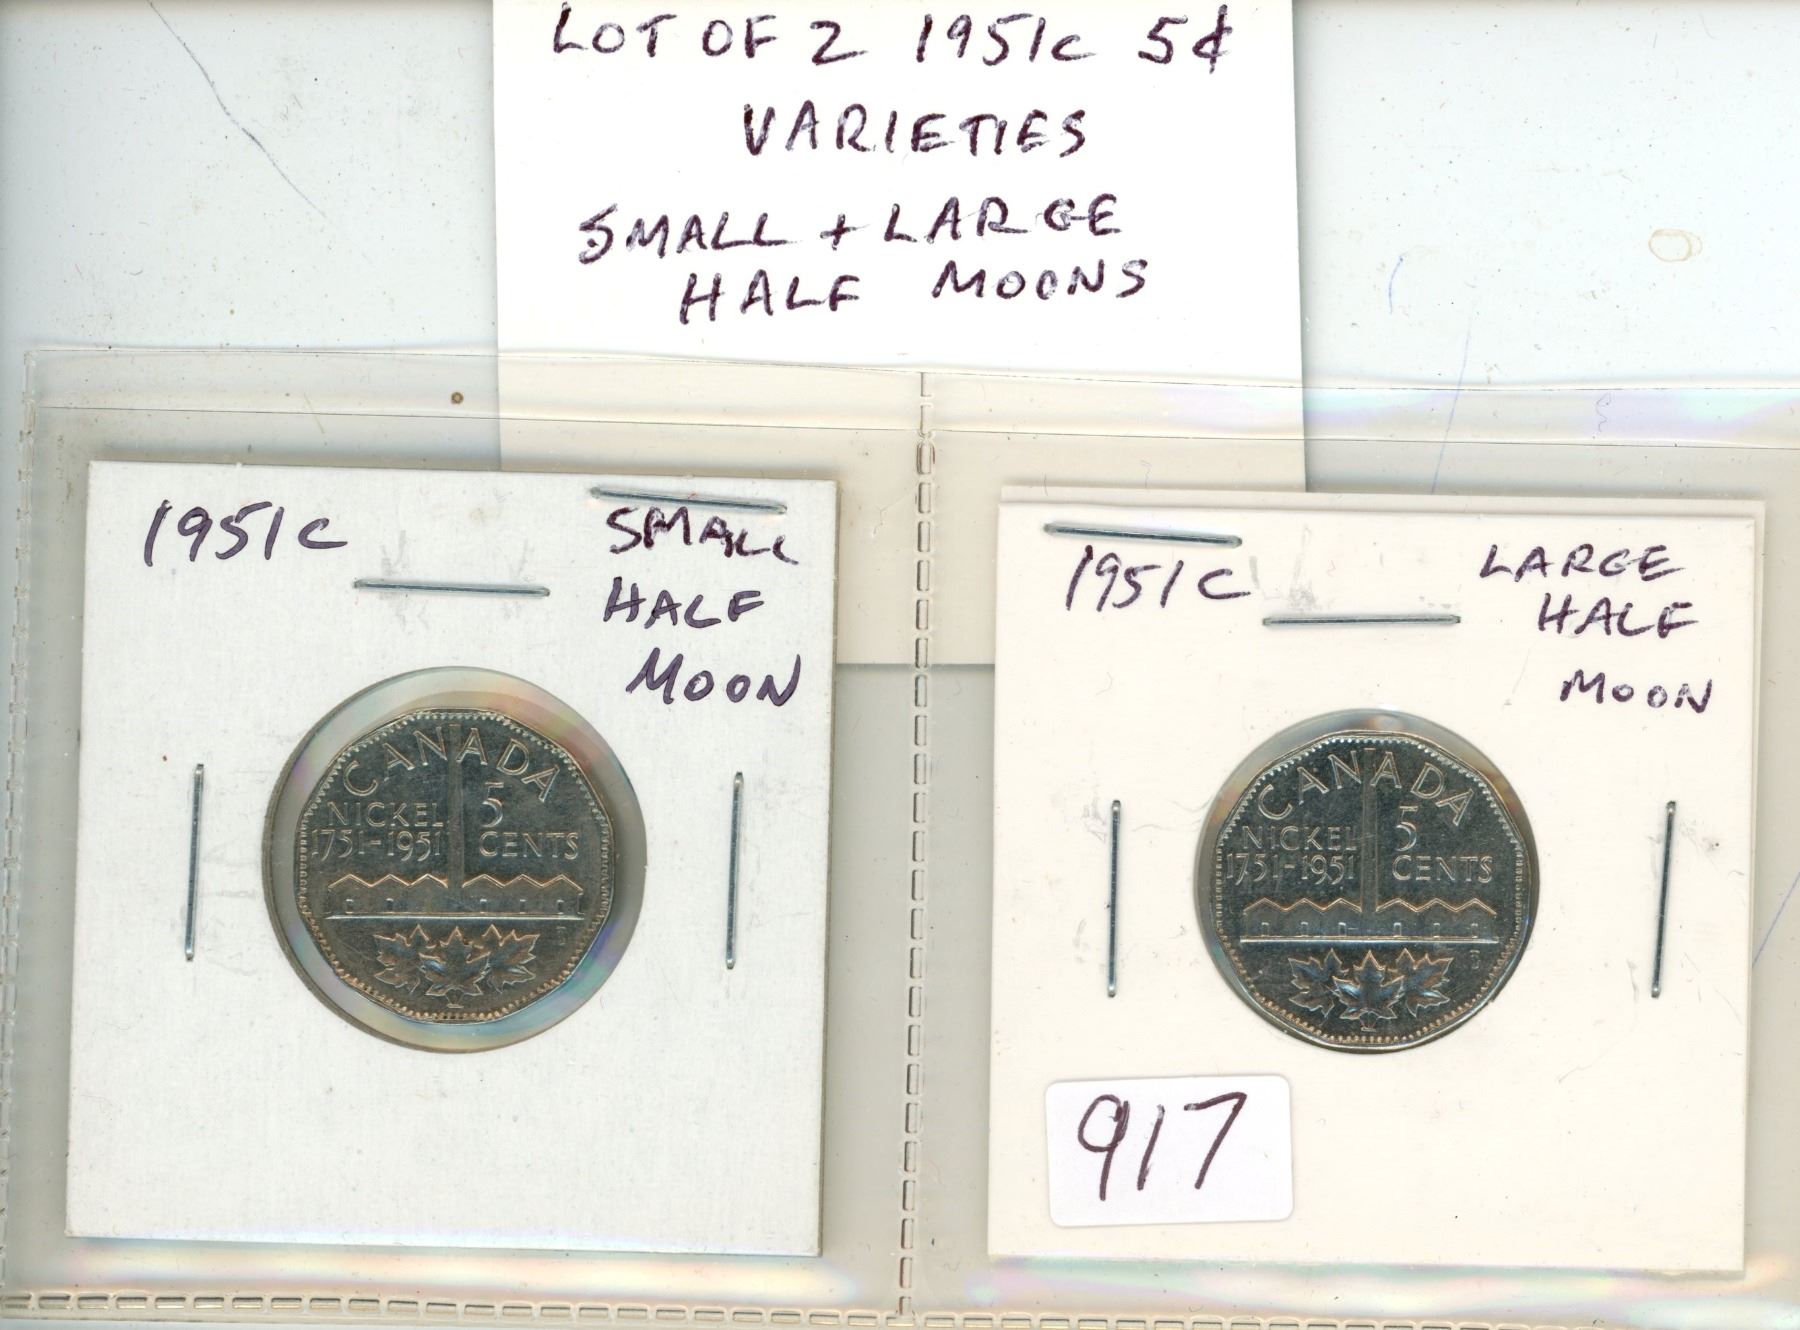 LOT OF 2 1951c 5¢
VARIETIES
SMALL + LARGE
HALF MOONS
1951c
SMALL
HALF
MOON
CANADA
NICKEL
5
1751-1951
CENTS
1951c
LARGE
HALF
MOON
CANADA
NICKEL
5
1751-1951
CENTS
917